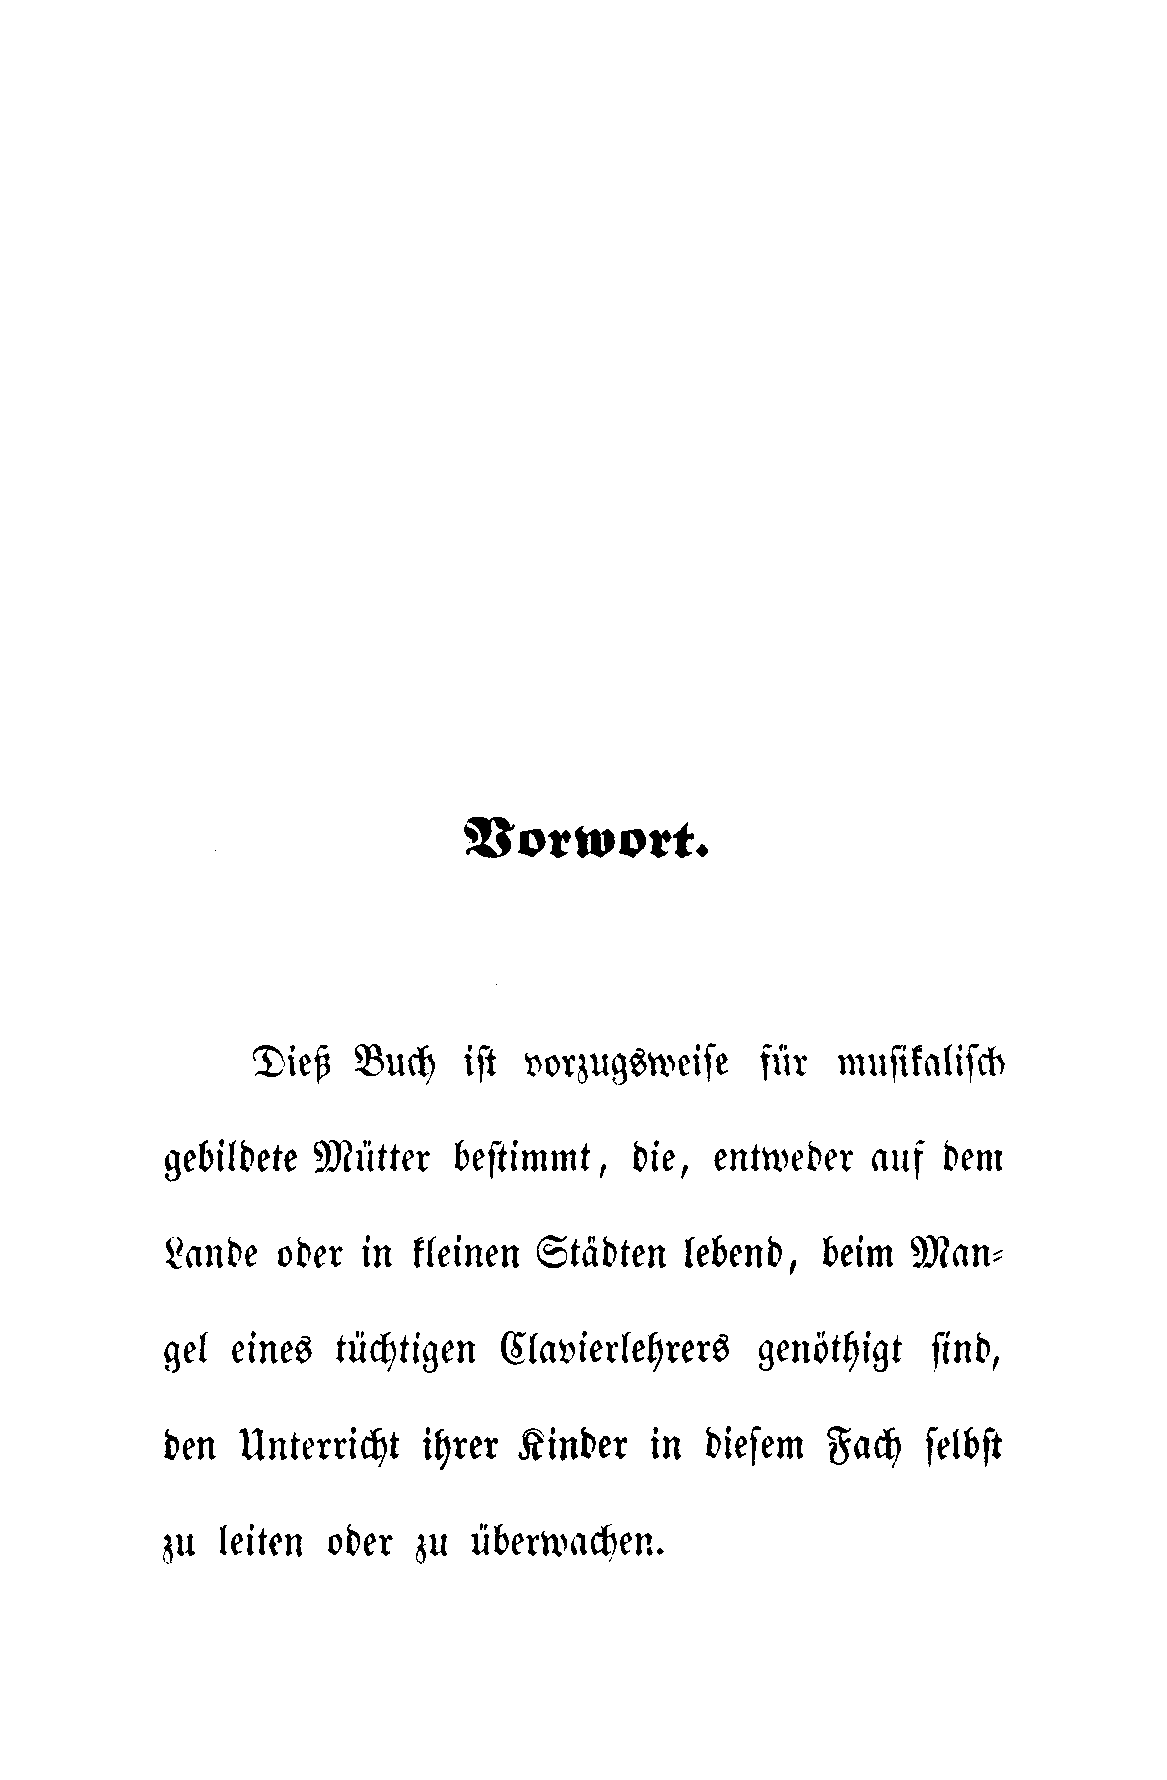 Vorwort.
Dieß Buch ist vorzugsweise für musikalisch
gebildete Mütter bestimmt, die, entweder auf dem
Lande oder in kleinen Städten lebend, beim Man-
gel eines tüchtigen Clavierlehrers genöthigt sind,
den Unterricht ihrer Kinder in diesem Fach selbst
zu leiten oder zu überwachen.